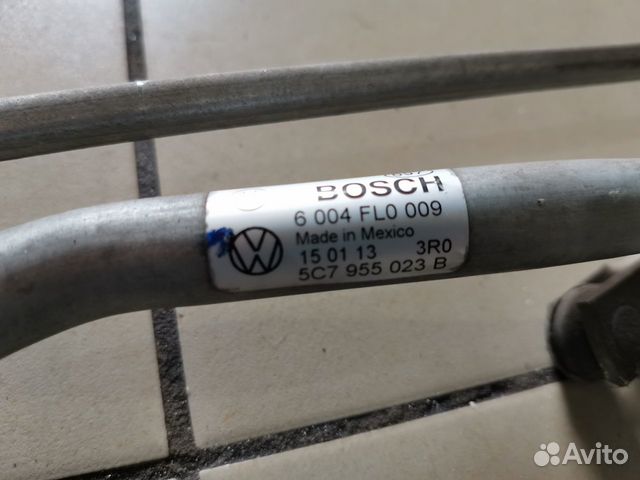 BOSCH
6 004 FL0 009
Made in Mexico
15 01 13 3R0
5C7 955 023 B
Avito